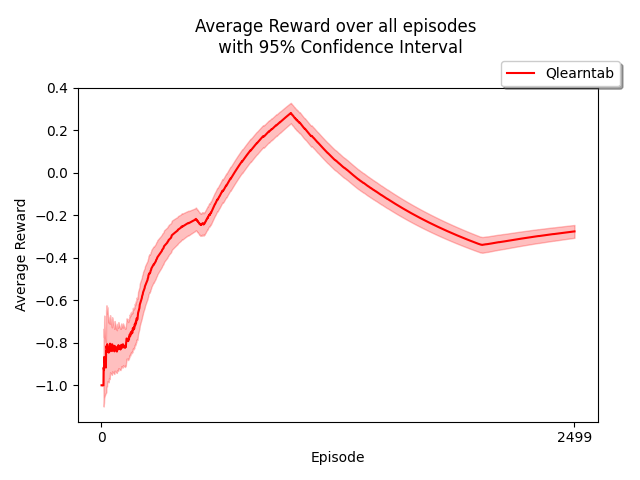 Average Reward over all episodes
with 95% Confidence Interval
Qlearntab
0.4
0.2
0.0
−0.2
−0.4
−0.6
−0.8
−1.0
Average Reward
0
2499
Episode